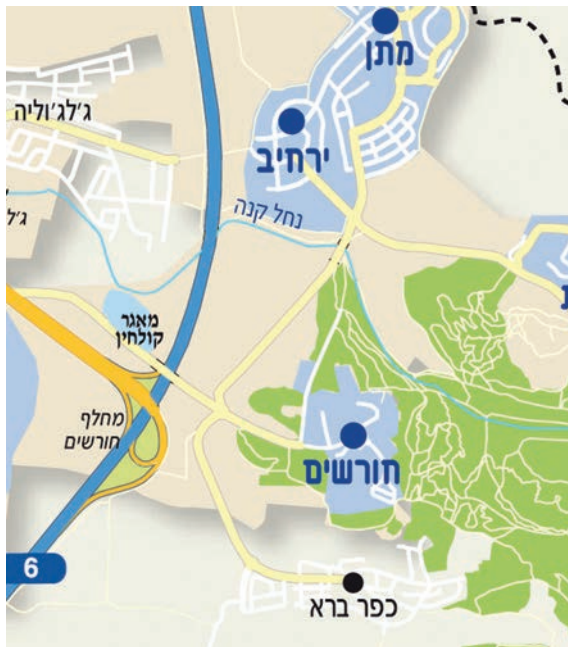 מתן
ג'לג'וליה
ירחיב
נחל קנה
ג'ל
מאגר
קולחין
מחלף
חורשים
חורשים
6
כפר ברא